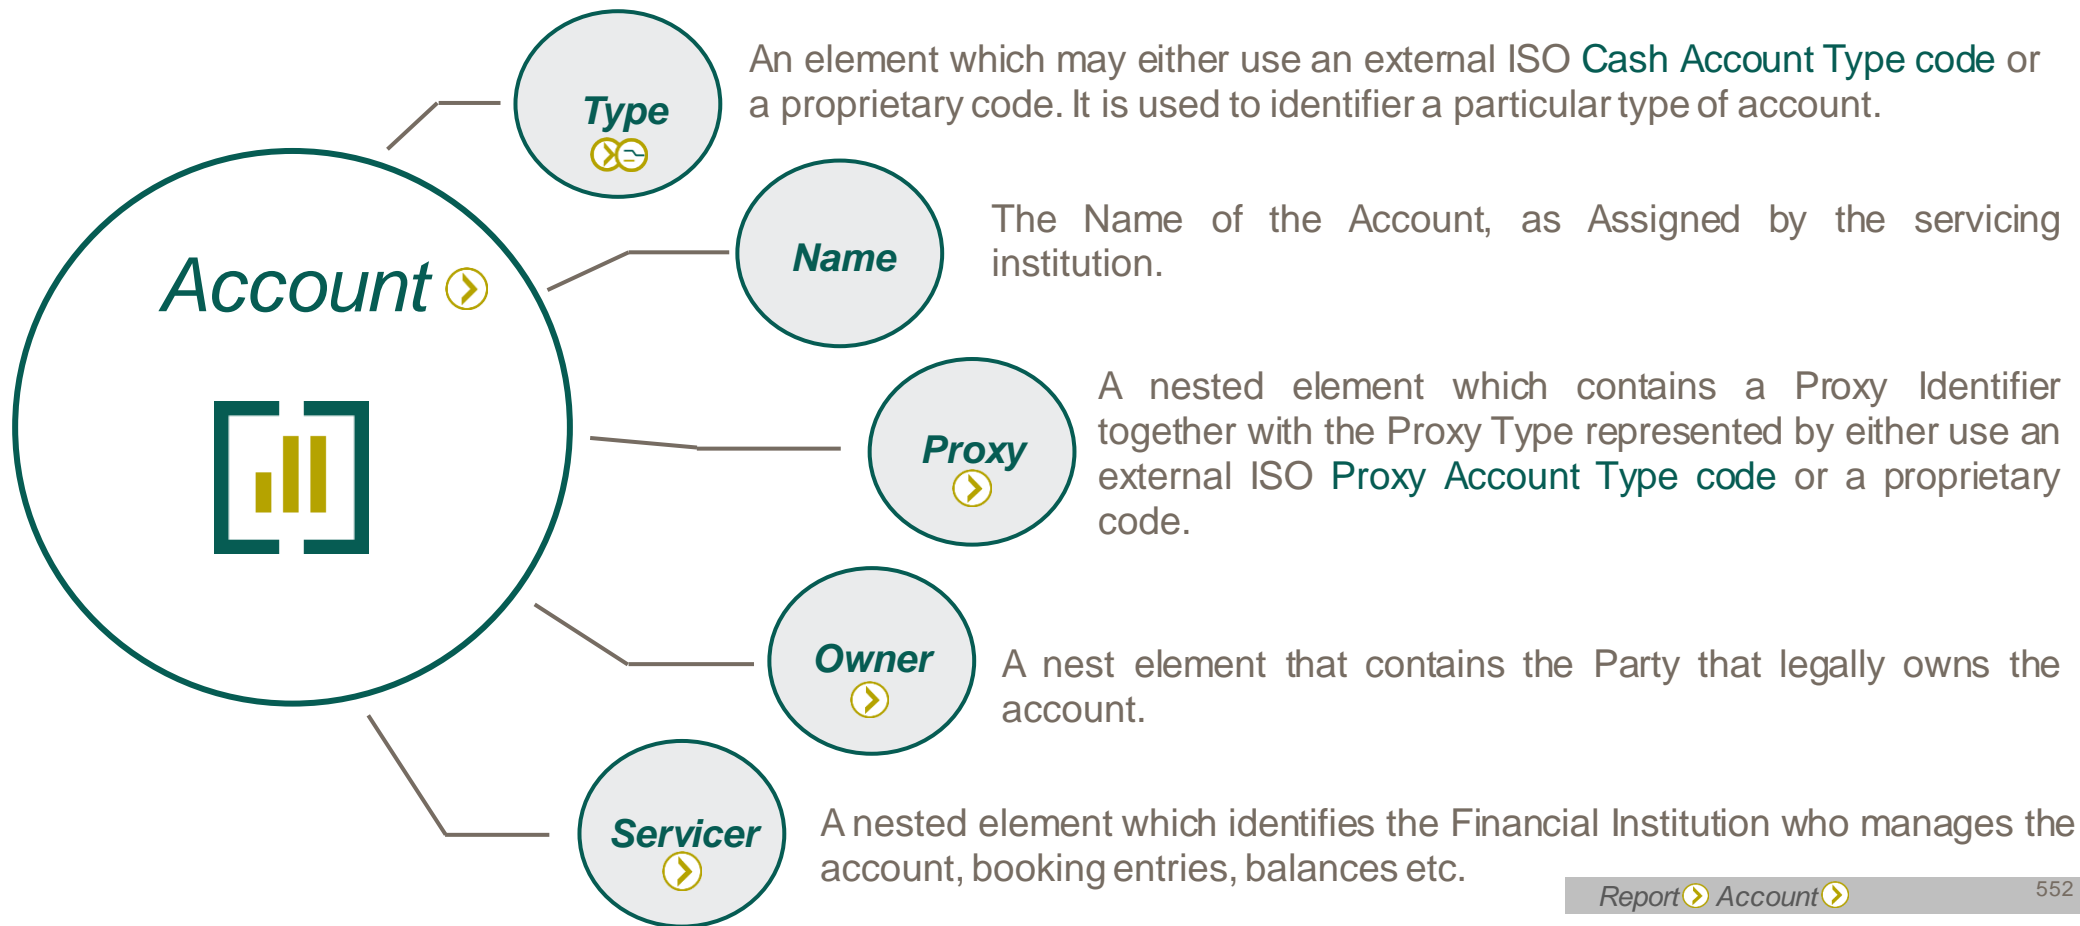 An element which may either use an external ISO Cash Account Type code or
a proprietary code. It is used to identifier a particular type of account.
Type
The Name of the Account, as Assigned by the servicing
institution.
Name
Account
A nested element which contains a Proxy Identifier
together with the Proxy Type represented by either use an
external ISO Proxy Account Type code or a proprietary
code.
Proxy
Owner
A nest element that contains the Party that legally owns the
account.
Servicer
A nested element which identifies the Financial Institution who manages the
account, booking entries, balances etc.
Report Account
552